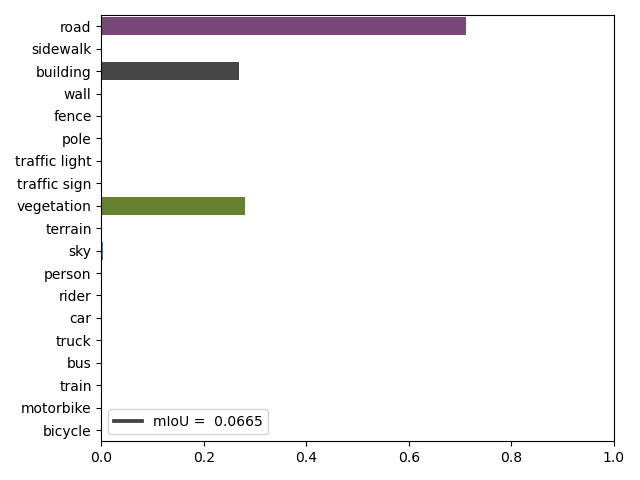 road
sidewalk
building
wall
fence
pole
traffic light
traffic sign
vegetation
terrain
sky
person
rider
car
truck
bus
train
motorbike
bicycle
mIoU =  0.0665
0.0 0.2 0.4 0.6 0.8 1.0